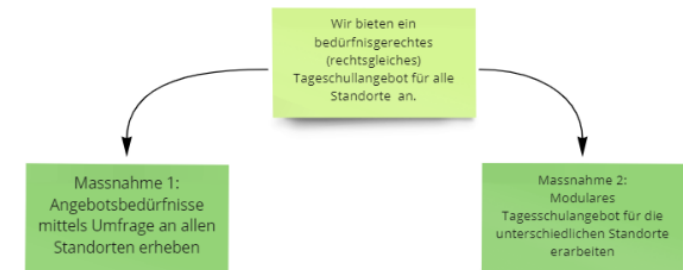 Wir bieten ein
bedürfnisgerechtes
(rechtsgleiches)
Tageschullangebot für alle
Standorte an.
Massnahme 1:
Angebotsbedürfnisse
mittels Umfrage an allen
Standorten erheben
Massnahme 2:
Modulares
Tagesschulangebot für die
unterschiedlichen Standorte
erarbeiten